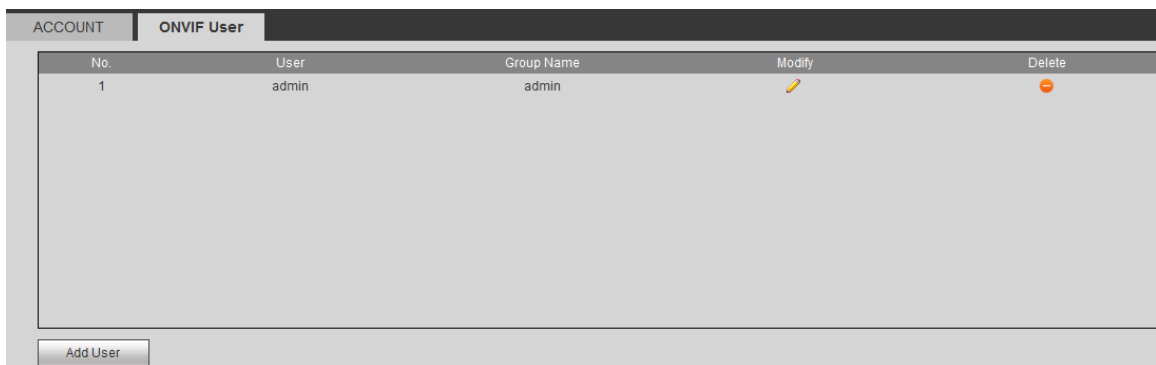 ACCOUNT ONVIF User
No. User Group Name Modify Delete
1 admin admin
Add User